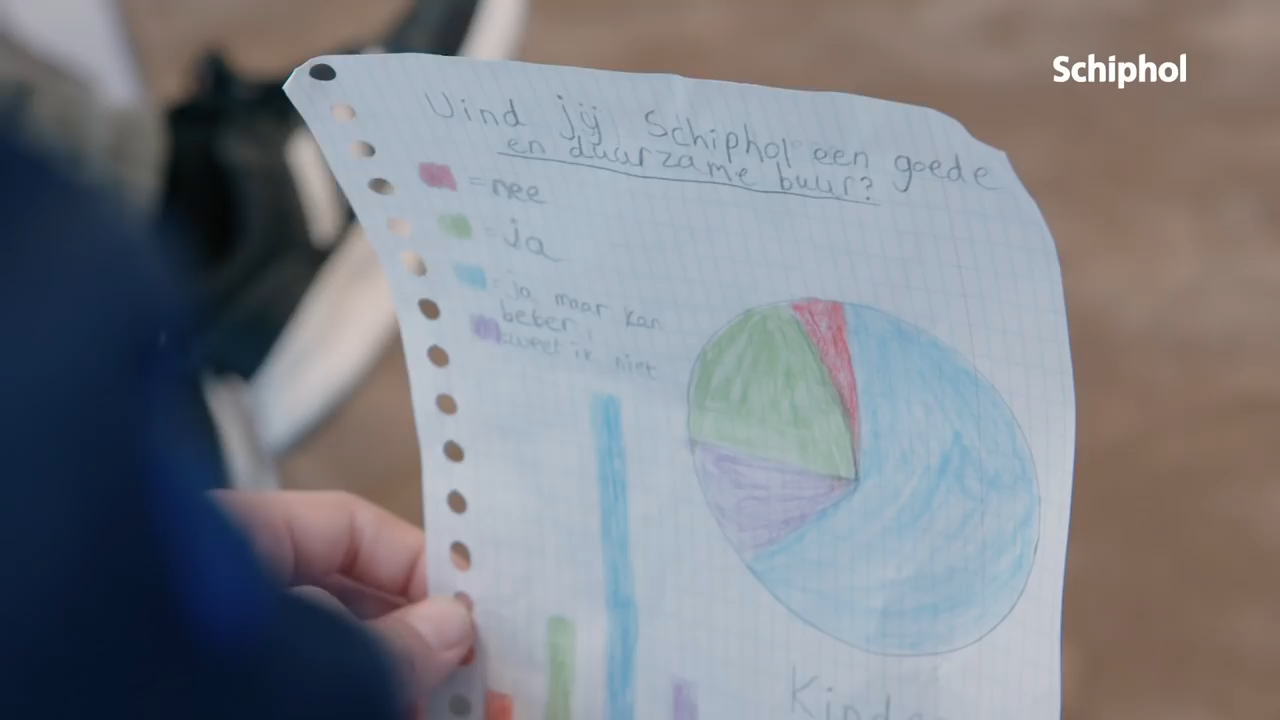 Schiphol
Vind jij Schiphol een goede
en duurzame buur?
= nee
= ja
= ja, maar kan
beter!
= weet ik niet